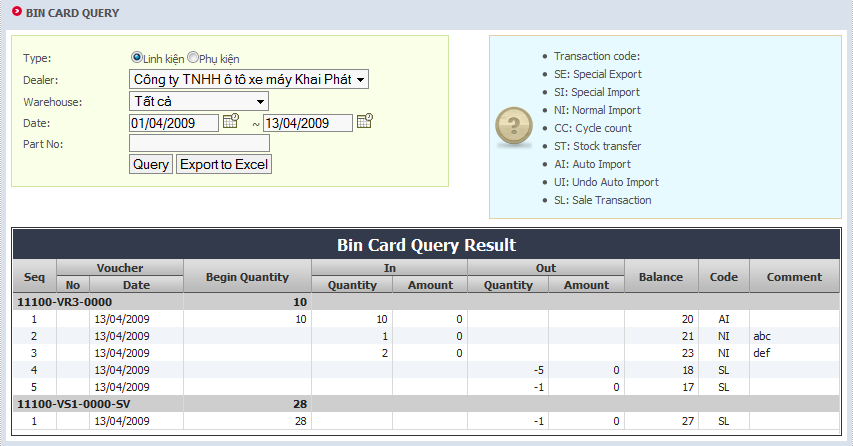 BIN CARD QUERY
Type: Linh kiện Phụ kiện
Dealer: Công ty TNHH ô tô xe máy Khai Phát
Warehouse: Tất cả
Date: 01/04/2009 ~ 13/04/2009
Part No:
Query Export to Excel
Transaction code:
SE: Special Export
SI: Special Import
NI: Normal Import
CC: Cycle count
ST: Stock transfer
AI: Auto Import
UI: Undo Auto Import
SL: Sale Transaction
Bin Card Query Result
Seq Voucher Begin Quantity In Out Balance Code Comment
No Date Quantity Amount Quantity Amount
11100-VR3-0000 10
1 13/04/2009 10 10 0 20 AI
2 13/04/2009 1 0 21 NI abc
3 13/04/2009 2 0 23 NI def
4 13/04/2009 -5 0 18 SL
5 13/04/2009 -1 0 17 SL
11100-VS1-0000-SV 28
1 13/04/2009 28 -1 0 27 SL